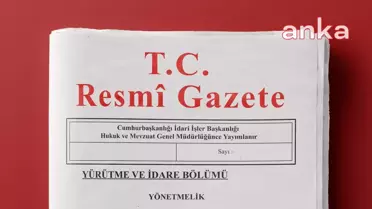 anka
T.C.
Resmî Gazete
Cumhurbaşkanlığı İdari İşler Başkanlığı
Hukuk ve Mevzuat Genel Müdürlüğünce Yayımlanır
Sayı :
YÜRÜTME VE İDARE BÖLÜMÜ
YÖNETMELİK